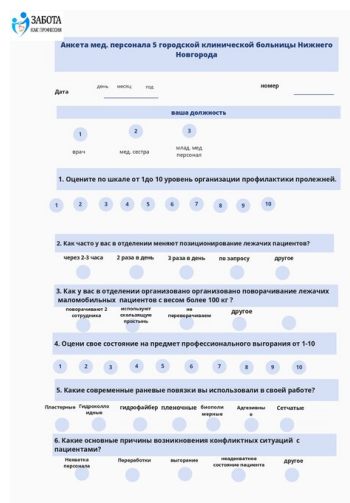 ЗАБОТА
КАК ПРОФЕССИЯ
Анкета мед. персонала 5 городской клинической больницы Нижнего
Новгорода
Дата
день месяц год
номер
ваша должность
1 2 3
врач мед. сестра млад. мед
персонал
1. Оцените по шкале от 1до 10 уровень организации профилактики пролежней.
1 2 3 4 5 6 7 8 9 10
2. Как часто у вас в отделении меняют позиционирование лежачих пациентов?
через 2-3 часа 2 раза в день 3 раза в день по запросу другое
3. Как у вас в отделении организовано организовано поворачивание лежачих
маломобильных пациентов с весом более 100 кг ?
поворачивают 2 используют не другое
сотрудника скользящую переворачиваем
простынь
4. Оцени свое состояние на предмет профессионального выгорания от 1-10
1 2 3 4 5 6 7 8 9 10
5. Какие современные раневые повязки вы использовали в своей работе?
Пластерные Гидроколло гидрофайбер пленочные биополи Адгезивны Сетчатые
идные мерные е
6. Какие основные причины возникновения конфликтных ситуаций с
пациентами?
Нехватка Переработки выгорание неадекватное другое
персонала состояние пациента